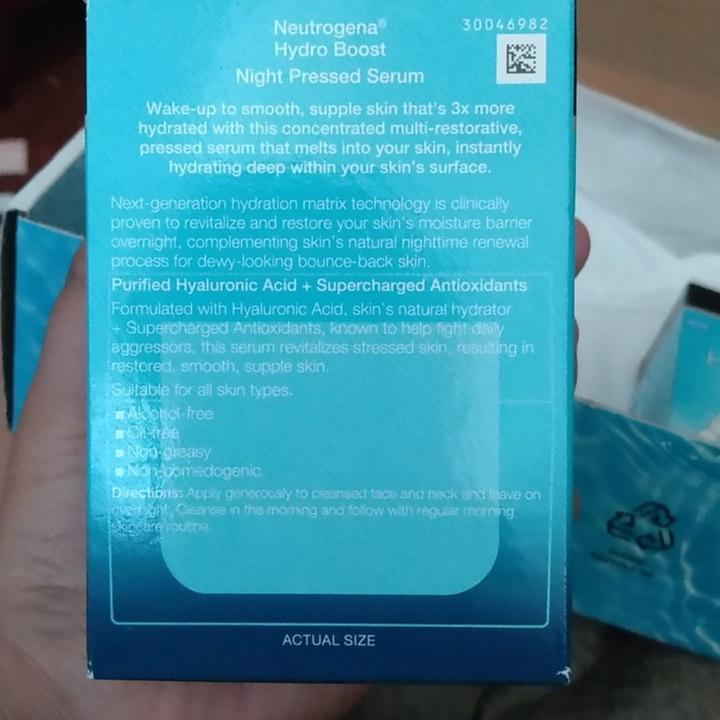 Neutrogena®
30046982
Hydro Boost
Night Pressed Serum
Wake-up to smooth, supple skin that's 3x more
hydrated with this concentrated multi-restorative,
pressed serum that melts into your skin, instantly
hydrating deep within your skin's surface.
Next-generation hydration matrix technology is clinically
proven to revitalize and restore your skin's moisture barrier
overnight, complementing skin's natural nighttime renewal
process for dewy-looking bounce-back skin.
Purified Hyaluronic Acid + Supercharged Antioxidants
Formulated with Hyaluronic Acid, skin's natural hydrator
+ Supercharged Antioxidants, known to help fight daily
aggressors, this serum revitalizes stressed skin, resulting in
restored, smooth, supple skin.
Suitable for all skin types.
Alcohol-free
Oil-free
Non-greasy
Non-comedogenic
Directions: Apply generously to cleansed face and neck and leave on
overnight. Cleanse in the morning and follow with regular morning
skincare routine.
ACTUAL SIZE